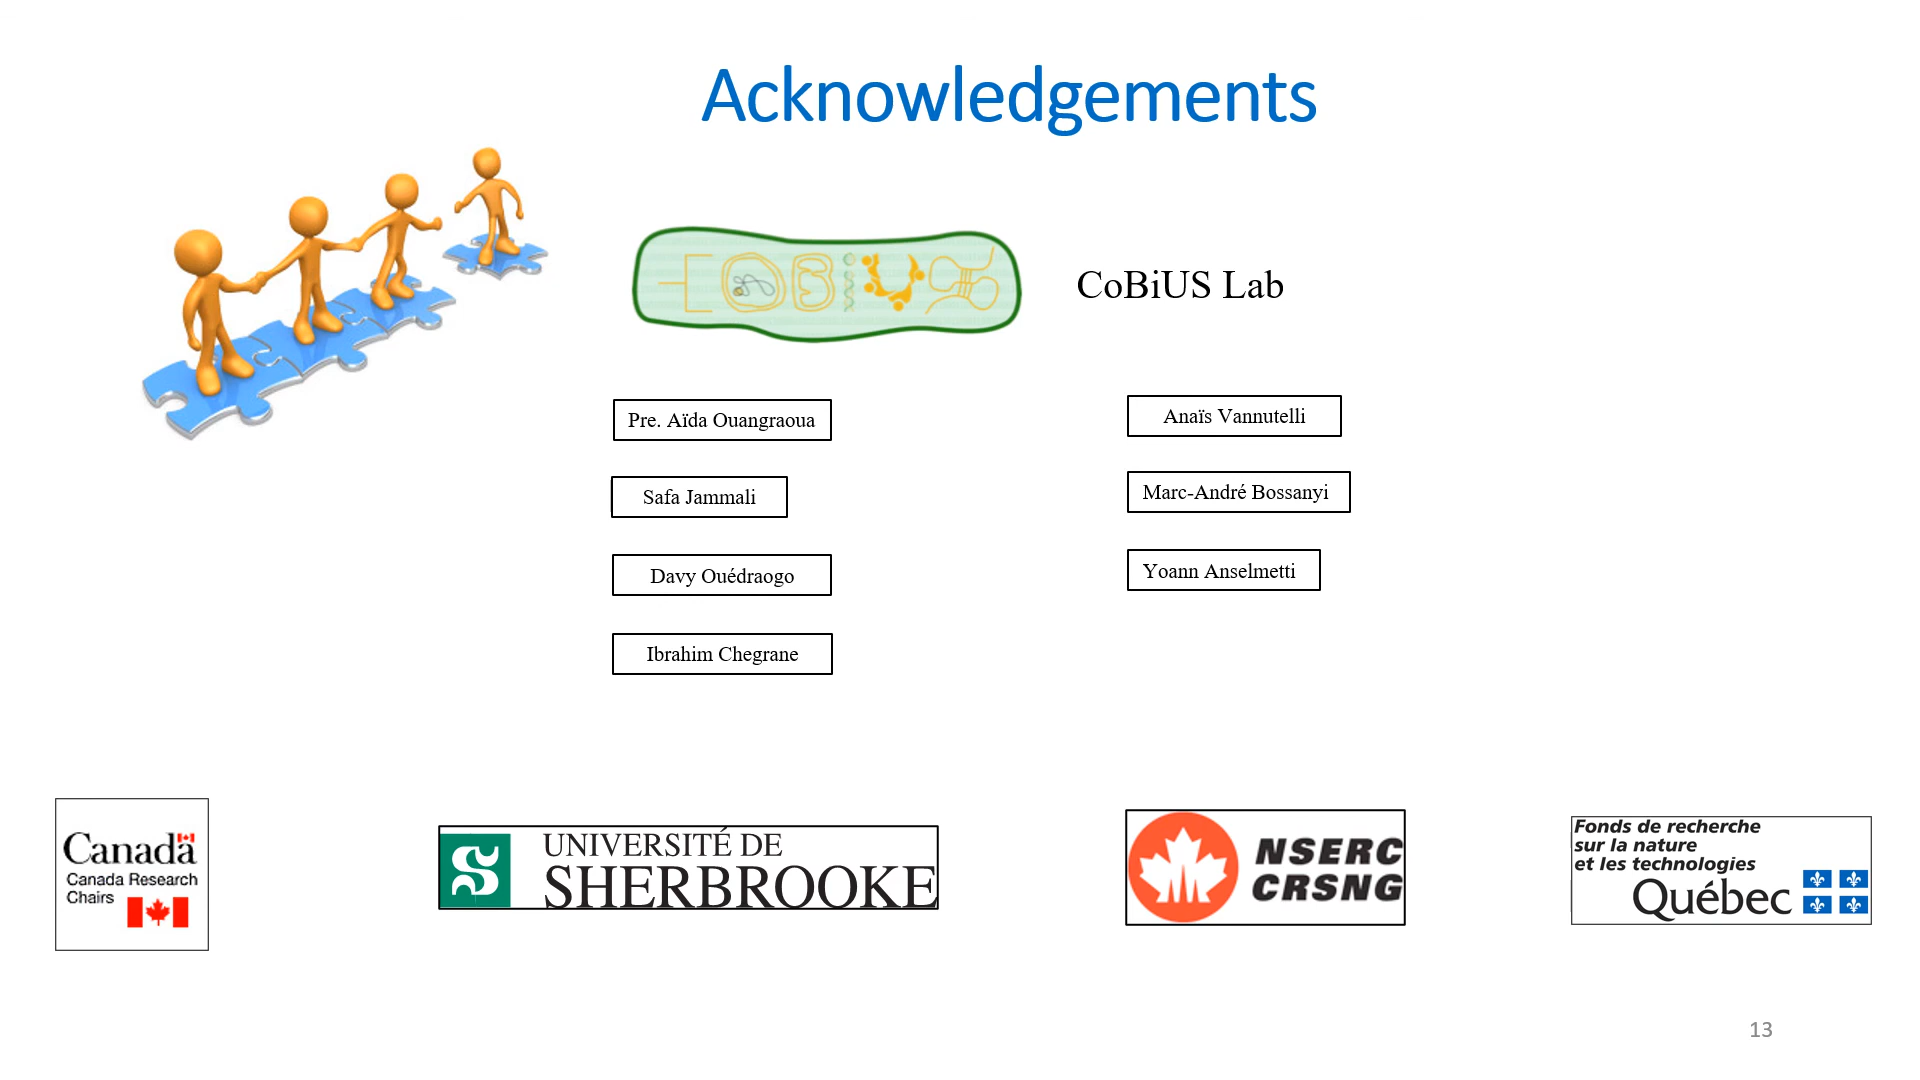 Acknowledgements
CoBiUS Lab
Pre. Aïda Ouangraoua
Safa Jammali
Davy Ouédraogo
Ibrahim Chegrane
Anaïs Vannutelli
Marc-André Bossanyi
Yoann Anselmetti
Canada
Canada Research
Chairs
UNIVERSITÉ DE
SHERBROOKE
NSERC
CRSNG
Fonds de recherche
sur la nature
et les technologies
Québec
13